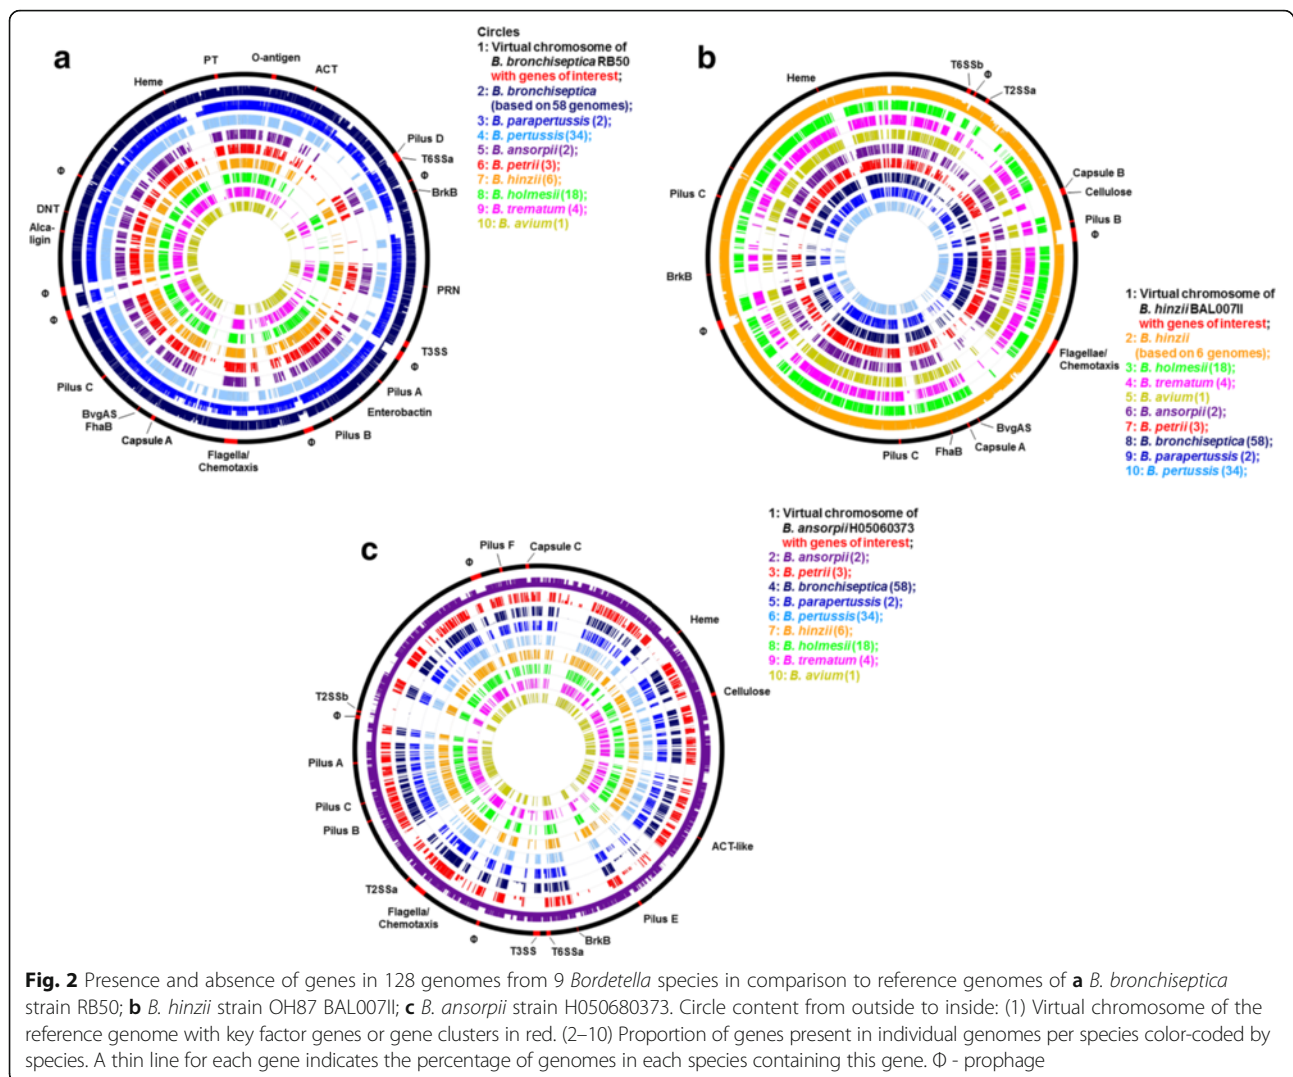 a
Circles
1: Virtual chromosome of
B. bronchiseptica RB50
with genes of interest;
2: B. bronchiseptica
(based on 58 genomes);
3: B. parapertussis (2);
4: B. pertussis (34);
5: B. ansorpii (2);
6: B. petrii (3);
7: B. hinzii (6);
8: B. holmesii (18);
9: B. trematum (4);
10: B. avium (1)
PT
O-antigen
ACT
Heme
Pilus D
T6SSa
Φ
BrkB
PRN
T3SS
Φ
Pilus A
Enterobactin
Pilus B
Φ
Flagella/
Chemotaxis
Capsule A
BvgAS
FhaB
Pilus C
Φ
Φ
Alca-
ligin
DNT
Φ
b
T6SSb
Φ
T2SSa
Heme
Capsule B
Cellulose
Pilus B
Φ
Flagellae/
Chemotaxis
BvgAS
Capsule A
FhaB
Pilus C
Φ
BrkB
Pilus C
1: Virtual chromosome of
B. hinzii BAL007II
with genes of interest;
2: B. hinzii
(based on 6 genomes);
3: B. holmesii (18);
4: B. trematum (4);
5: B. avium (1)
6: B. ansorpii (2);
7: B. petrii (3);
8: B. bronchiseptica (58);
9: B. parapertussis (2);
10: B. pertussis (34);
c
Φ
Pilus F
Capsule C
Heme
Cellulose
ACT-like
Pilus E
BrkB
T6SSa
T3SS
Φ
Flagella/
Chemotaxis
T2SSa
Pilus B
Pilus C
Pilus A
Φ
T2SSb
1: Virtual chromosome of
B. ansorpii H05060373
with genes of interest;
2: B. ansorpii (2);
3: B. petrii (3);
4: B. bronchiseptica (58);
5: B. parapertussis (2);
6: B. pertussis (34);
7: B. hinzii (6);
8: B. holmesii (18);
9: B. trematum (4);
10: B. avium (1)
Fig. 2 Presence and absence of genes in 128 genomes from 9 Bordetella species in comparison to reference genomes of a B. bronchiseptica
strain RB50; b B. hinzii strain OH87 BAL007II; c B. ansorpii strain H050680373. Circle content from outside to inside: (1) Virtual chromosome of the
reference genome with key factor genes or gene clusters in red. (2–10) Proportion of genes present in individual genomes per species color-coded by
species. A thin line for each gene indicates the percentage of genomes in each species containing this gene. Φ - prophage